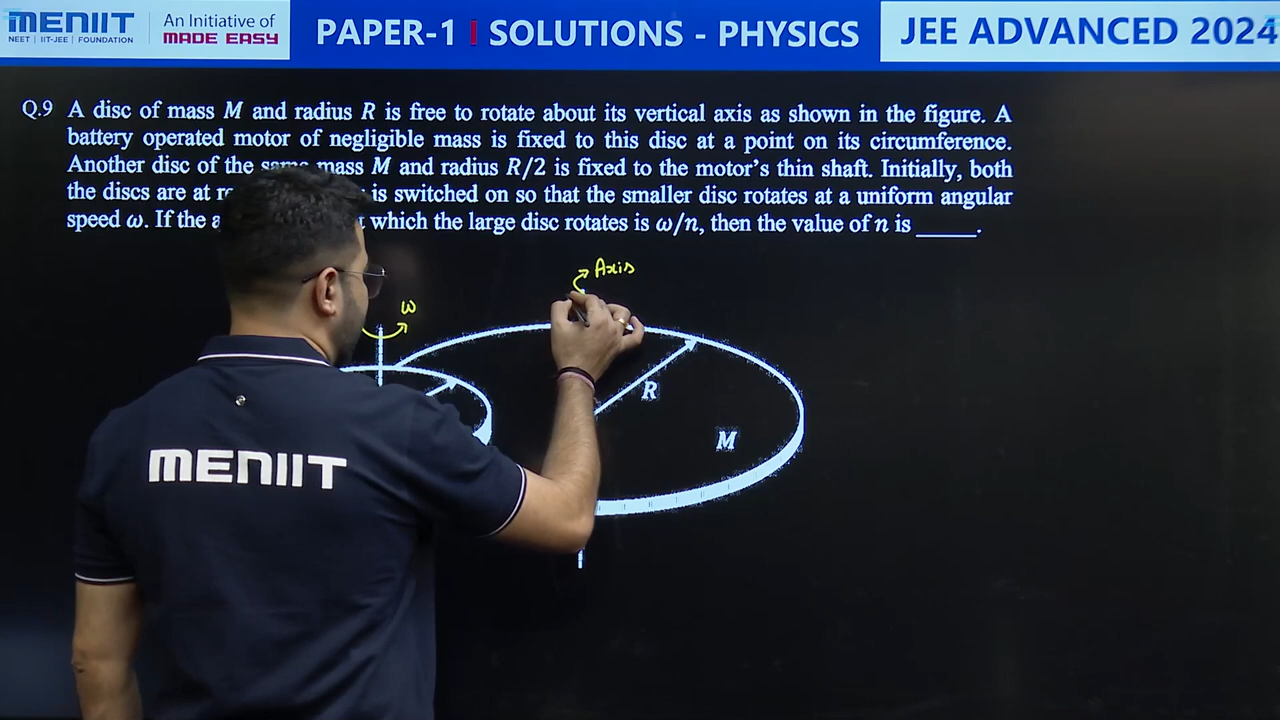 MENIIT
NEET | IIT-JEE | FOUNDATION
An Initiative of
MADE EASY
PAPER-1 | SOLUTIONS - PHYSICS
JEE ADVANCED 2024
Q.9 A disc of mass M and radius R is free to rotate about its vertical axis as shown in the figure. A
battery operated motor of negligible mass is fixed to this disc at a point on its circumference.
Another disc of the same mass M and radius R/2 is fixed to the motor's thin shaft. Initially, both
the discs are at is switched on so that the smaller disc rotates at a uniform angular
speed ω. If the which the large disc rotates is ω/n, then the value of n is _____.
Axis
ω
R
M
MENIIT